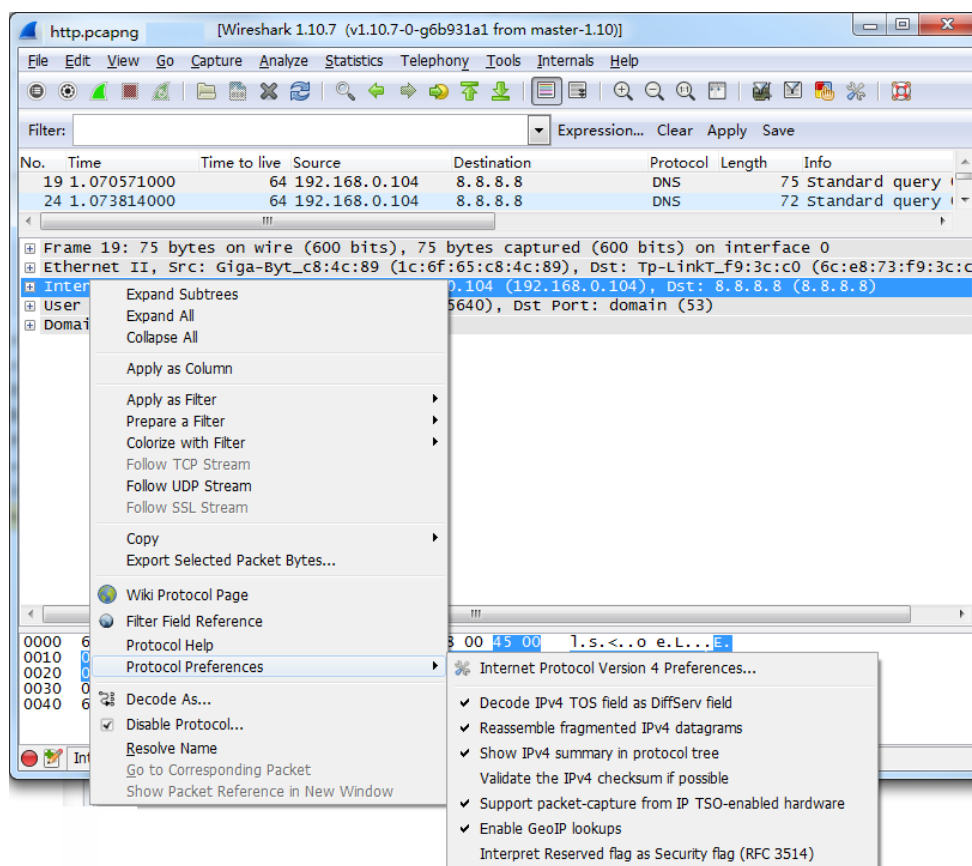 http.pcapng [Wireshark 1.10.7 (v1.10.7-0-g6b931a1 from master-1.10)]
File Edit View Go Capture Analyze Statistics Telephony Tools Internals Help
Filter: Expression... Clear Apply Save
No. Time Time to live Source Destination Protocol Length Info
19 1.070571000 64 192.168.0.104 8.8.8.8 DNS 75 Standard query
24 1.073814000 64 192.168.0.104 8.8.8.8 DNS 72 Standard query
Frame 19: 75 bytes on wire (600 bits), 75 bytes captured (600 bits) on interface 0
Ethernet II, Src: Giga-Byt_c8:4c:89 (1c:6f:65:c8:4c:89), Dst: Tp-LinkT_f9:3c:c0 (6c:e8:73:f9:3c:c
Inter 0.104 (192.168.0.104), Dst: 8.8.8.8 (8.8.8.8)
User 5640), Dst Port: domain (53)
Domai
Expand Subtrees
Expand All
Collapse All
Apply as Column
Apply as Filter
Prepare a Filter
Colorize with Filter
Follow TCP Stream
Follow UDP Stream
Follow SSL Stream
Copy
Export Selected Packet Bytes...
Wiki Protocol Page
Filter Field Reference
Protocol Help
Protocol Preferences
Decode As...
Disable Protocol...
Resolve Name
Go to Corresponding Packet
Show Packet Reference in New Window
0000 6 00 45 00 l.s.<..o e.L...E.
0010
0020
0030 0
0040 6
Int
Internet Protocol Version 4 Preferences...
Decode IPv4 TOS field as DiffServ field
Reassemble fragmented IPv4 datagrams
Show IPv4 summary in protocol tree
Validate the IPv4 checksum if possible
Support packet-capture from IP TSO-enabled hardware
Enable GeoIP lookups
Interpret Reserved flag as Security flag (RFC 3514)